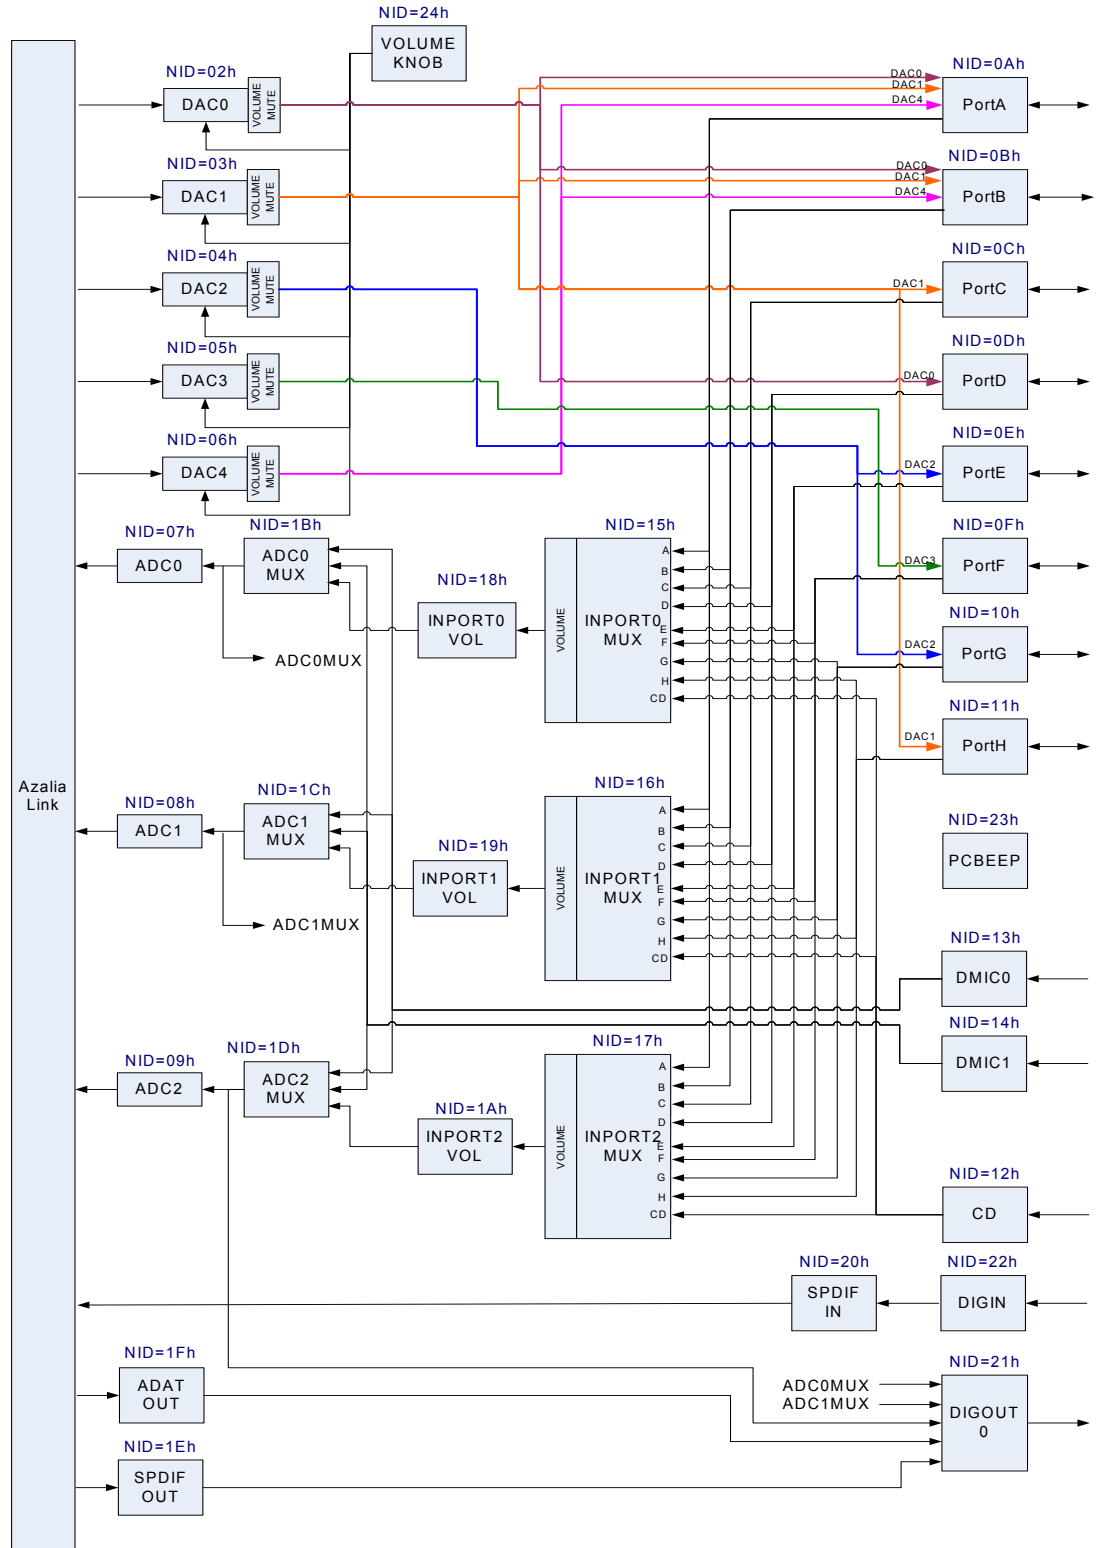 NID=24h
VOLUME
KNOB
NID=02h
DAC0
VOLUME
MUTE
NID=03h
DAC1
VOLUME
MUTE
NID=04h
DAC2
VOLUME
MUTE
NID=05h
DAC3
VOLUME
MUTE
NID=06h
DAC4
VOLUME
MUTE
DAC0
DAC1
DAC4
NID=0Ah
PortA
DAC0
DAC1
DAC4
NID=0Bh
PortB
DAC1
NID=0Ch
PortC
DAC0
NID=0Dh
PortD
DAC2
NID=0Eh
PortE
DAC3
NID=0Fh
PortF
DAC2
NID=10h
PortG
DAC1
NID=11h
PortH
NID=07h
ADC0
NID=1Bh
ADC0
MUX
ADC0MUX
NID=18h
INPORT0
VOL
NID=15h
VOLUME
INPORT0
MUX
A
B
C
D
E
F
G
H
CD
Azalia
Link
NID=08h
ADC1
NID=1Ch
ADC1
MUX
ADC1MUX
NID=19h
INPORT1
VOL
NID=16h
VOLUME
INPORT1
MUX
A
B
C
D
E
F
G
H
CD
NID=23h
PCBEEP
NID=13h
DMIC0
NID=14h
DMIC1
NID=09h
ADC2
NID=1Dh
ADC2
MUX
NID=1Ah
INPORT2
VOL
NID=17h
VOLUME
INPORT2
MUX
A
B
C
D
E
F
G
H
CD
NID=12h
CD
NID=20h
SPDIF
IN
NID=22h
DIGIN
NID=1Fh
ADAT
OUT
NID=1Eh
SPDIF
OUT
ADC0MUX
ADC1MUX
NID=21h
DIGOUT
0